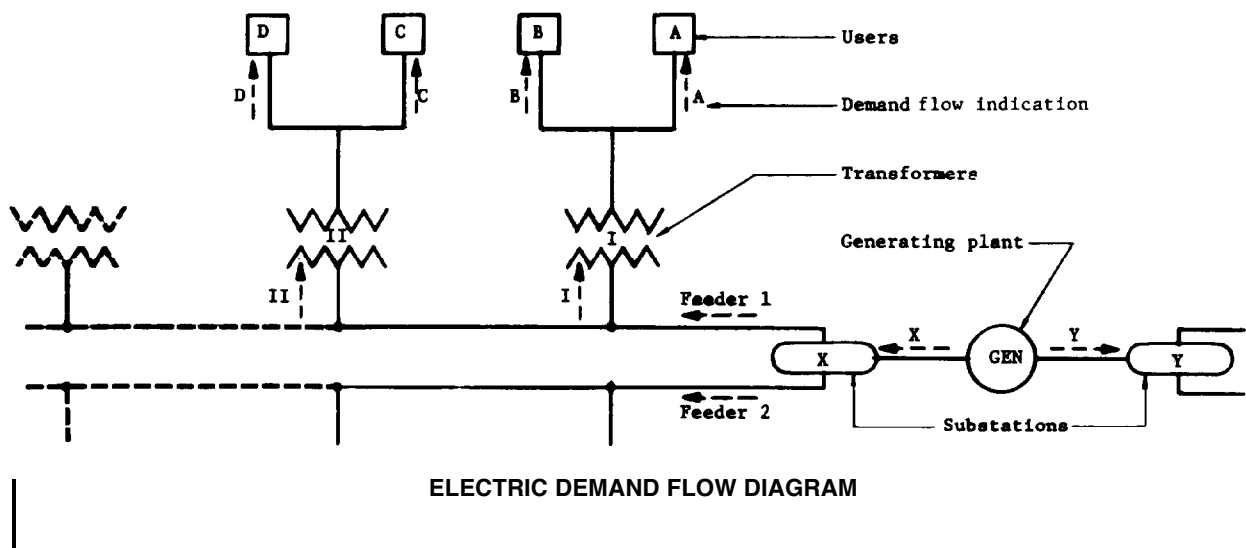 D
C
B
A
Users
D
C
B
A
Demand flow indication
Transformers
II
I
Generating plant
II
I
Feeder 1
X
Y
X
GEN
Y
Feeder 2
Substations
ELECTRIC DEMAND FLOW DIAGRAM